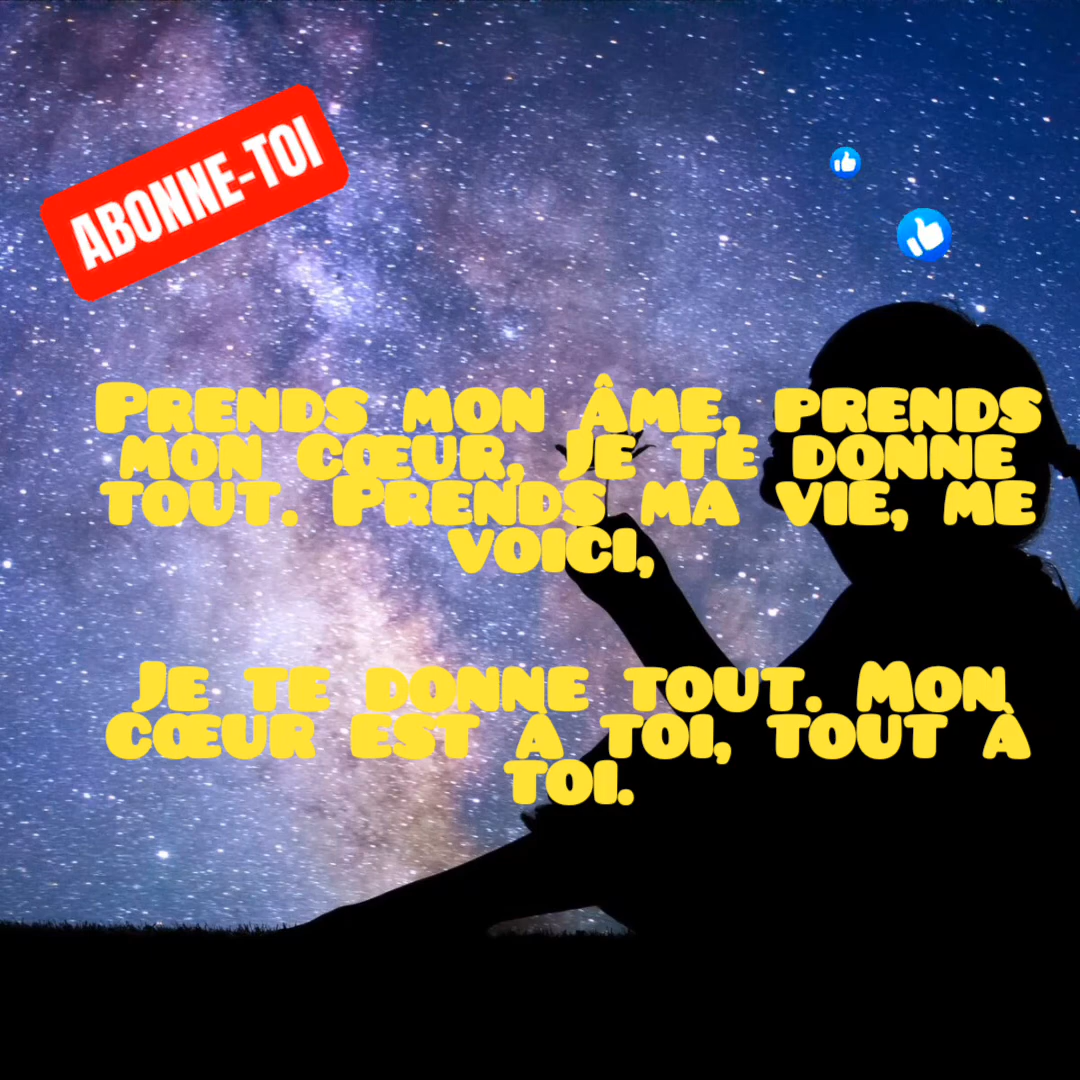 ABONNE-TOI
Prends mon âme, prends
mon cœur, Je te donne
tout. Prends ma vie, me
voici,
Je te donne tout. Mon
cœur est à toi, tout à
toi.